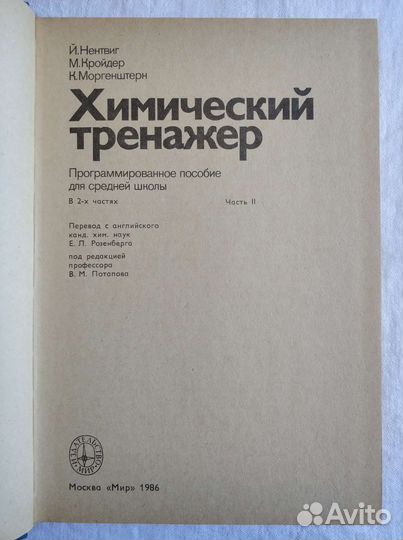 Й. Нентвиг
М. Кройдер
К. Моргенштерн
Химический
тренажер
Программированное пособие
для средней школы
В 2-х частях Часть II
Перевод с английского
канд. хим. наук
Е. Л. Розенберга
под редакцией
профессора
В. М. Потапова
ИЗДАТЕЛЬСТВО
МИР
Москва «Мир» 1986
Avito